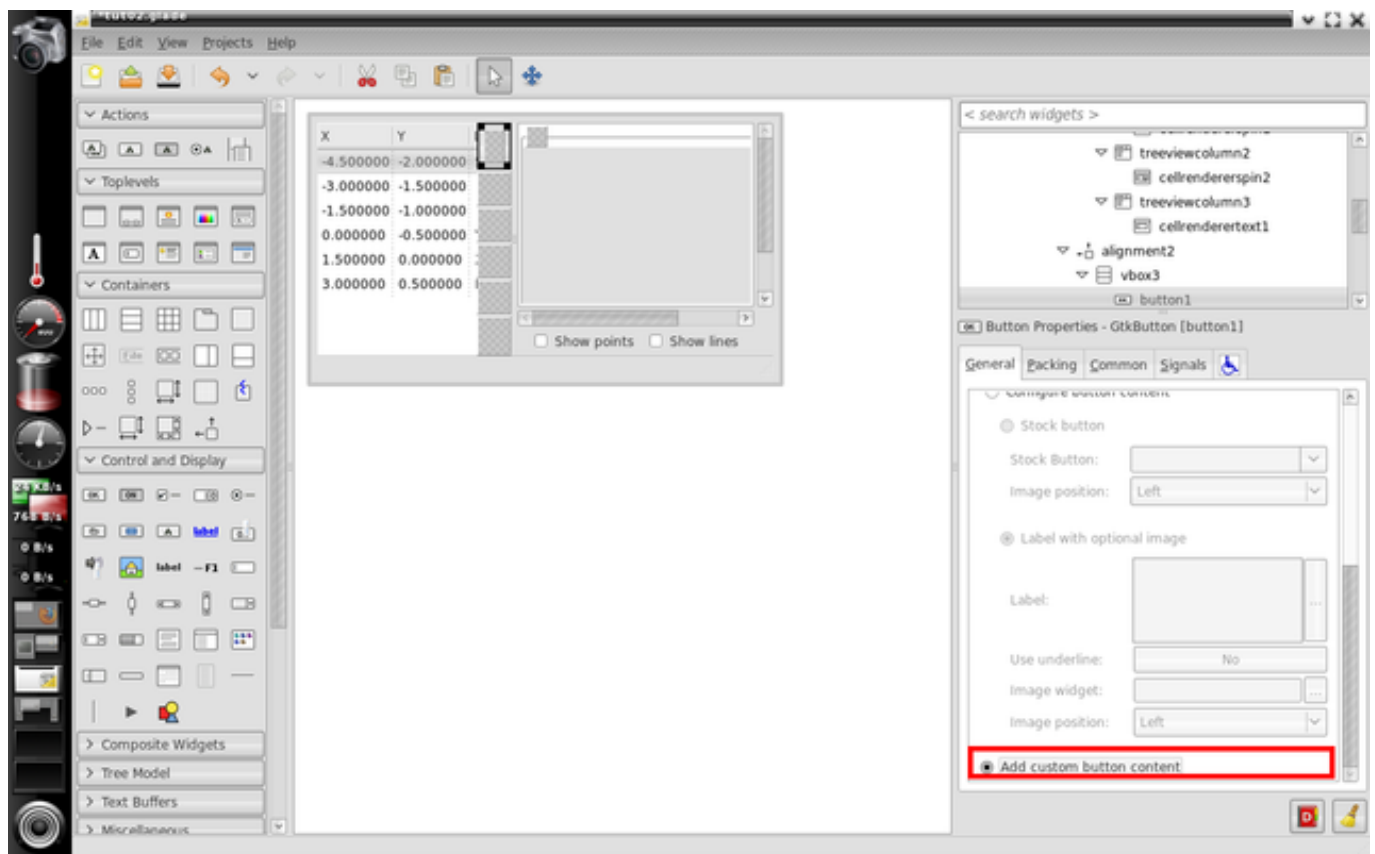 *tuto2.glade
File Edit View Projects Help
Actions
Toplevels
Containers
Control and Display
label
label
Composite Widgets
Tree Model
Text Buffers
Miscellaneous
0 B/s
0 B/s
X Y
-4.500000 -2.000000
-3.000000 -1.500000
-1.500000 -1.000000
0.000000 -0.500000
1.500000 0.000000
3.000000 0.500000
Show points Show lines
< search widgets >
treeviewcolumn2
cellrendererspin2
treeviewcolumn3
cellrenderertext1
alignment2
vbox3
button1
Button Properties - GtkButton [button1]
General Packing Common Signals
Configure button content
Stock button
Stock Button:
Image position: Left
Label with optional image
Label:
Use underline: No
Image widget:
Image position: Left
Add custom button content